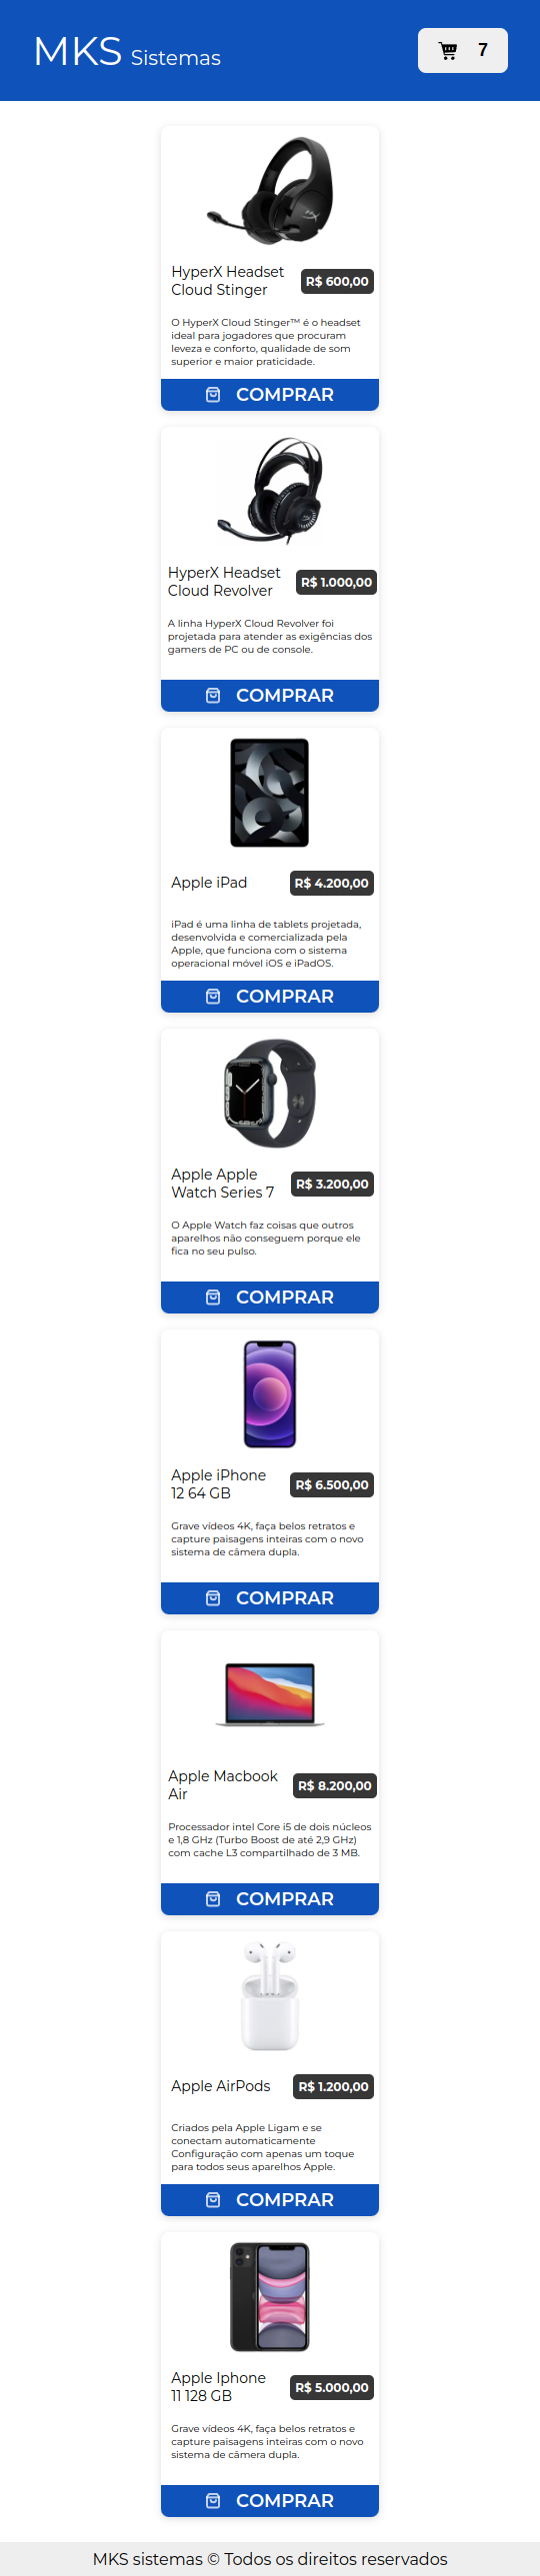 MKS Sistemas
7
HyperX Headset
Cloud Stinger
R$ 600,00
O HyperX Cloud Stinger™ é o headset
ideal para jogadores que procuram
leveza e conforto, qualidade de som
superior e maior praticidade.
COMPRAR
HyperX Headset
Cloud Revolver
R$ 1.000,00
A linha HyperX Cloud Revolver foi
projetada para atender as exigências dos
gamers de PC ou de console.
COMPRAR
Apple iPad
R$ 4.200,00
iPad é uma linha de tablets projetada,
desenvolvida e comercializada pela
Apple, que funciona com o sistema
operacional móvel iOS e iPadOS.
COMPRAR
Apple Apple
Watch Series 7
R$ 3.200,00
O Apple Watch faz coisas que outros
aparelhos não conseguem porque ele
fica no seu pulso.
COMPRAR
Apple iPhone
12 64 GB
R$ 6.500,00
Grave vídeos 4K, faça belos retratos e
capture paisagens inteiras com o novo
sistema de câmera dupla.
COMPRAR
Apple Macbook
Air
R$ 8.200,00
Processador intel Core i5 de dois núcleos
e 1,8 GHz (Turbo Boost de até 2,9 GHz)
com cache L3 compartilhado de 3 MB.
COMPRAR
Apple AirPods
R$ 1.200,00
Criados pela Apple Ligam e se
conectam automaticamente
Configuração com apenas um toque
para todos seus aparelhos Apple.
COMPRAR
Apple Iphone
11 128 GB
R$ 5.000,00
Grave vídeos 4K, faça belos retratos e
capture paisagens inteiras com o novo
sistema de câmera dupla.
COMPRAR
MKS sistemas © Todos os direitos reservados